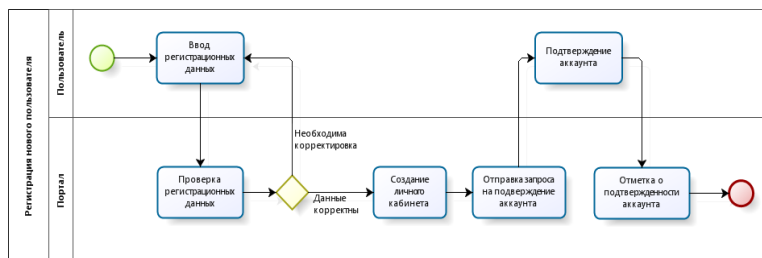 Регистрация нового пользователя
Пользователь
Ввод
регистрационных
данных
Подтверждение
аккаунта
Необходима
корректировка
Портал
Проверка
регистрационных
данных
Данные
корректны
Создание
личного
кабинета
Отправка запроса
на подверждение
аккаунта
Отметка о
подтвержденности
аккаунта